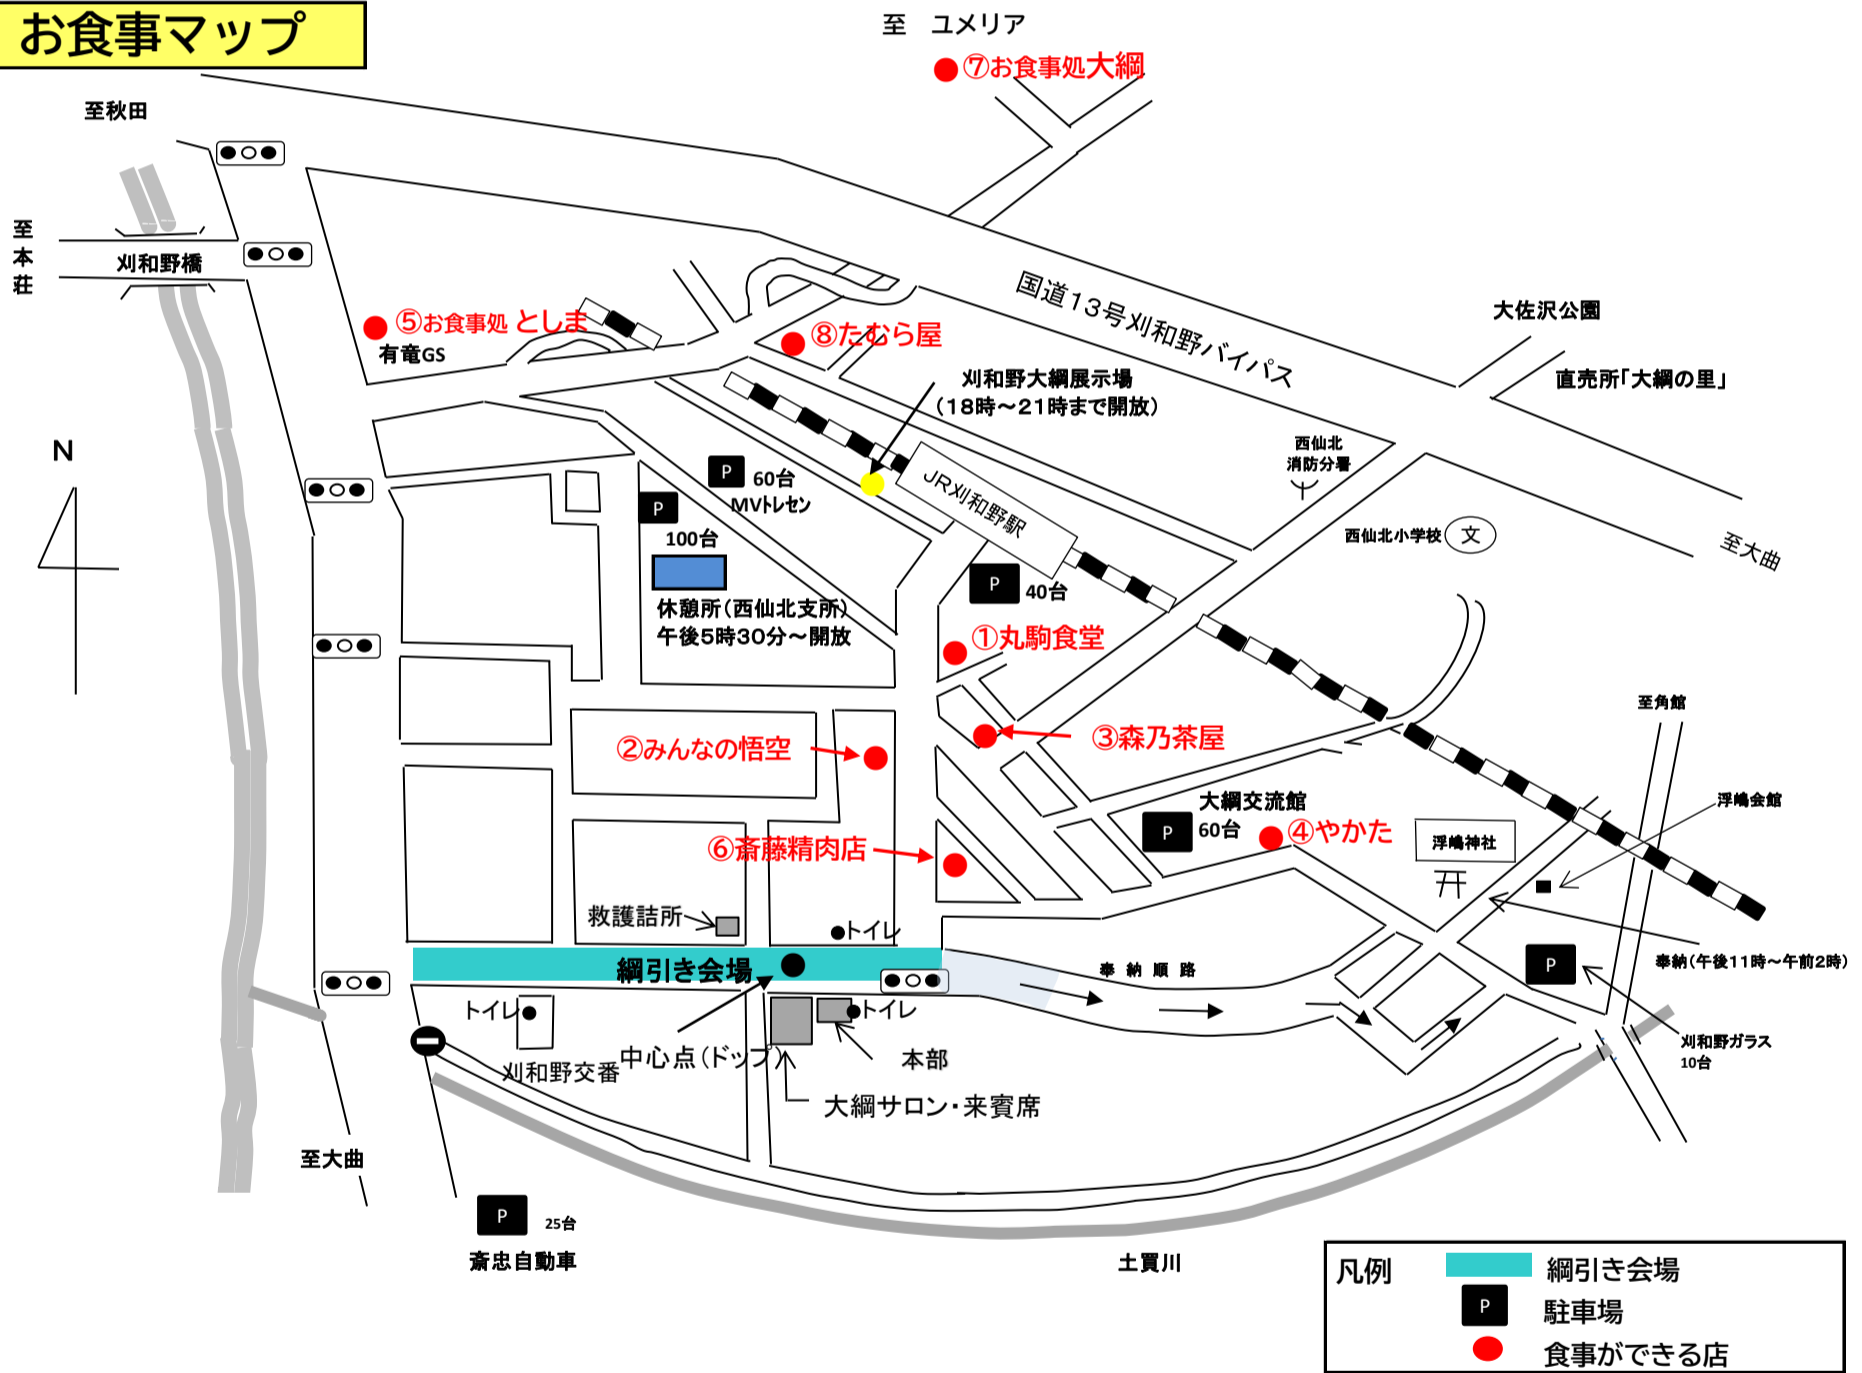 お食事マップ
至　ユメリア
⑦お食事処大綱
至秋田
至本荘
刈和野橋
⑤お食事処 としま
有竜GS
⑧たむら屋
国道13号刈和野バイパス
大佐沢公園
直売所「大綱の里」
刈和野大綱展示場
（18時～21時まで開放）
N
西仙北
消防分署
P
60台
MVトレセン
P
100台
JR刈和野駅
西仙北小学校
文
至大曲
休憩所（西仙北支所）
午後5時30分～開放
P
40台
①丸駒食堂
至角館
②みんなの悟空
③森乃茶屋
大綱交流館
P
60台
④やかた
浮嶋会館
浮嶋神社
⑥斎藤精肉店
救護詰所
トイレ
綱引き会場
奉納順路
P
奉納（午後11時～午前2時）
トイレ
トイレ
刈和野ガラス
10台
刈和野交番
中心点（ドップ）
本部
大綱サロン・来賓席
至大曲
P
25台
斎忠自動車
土買川
凡例
綱引き会場
P
駐車場
食事ができる店